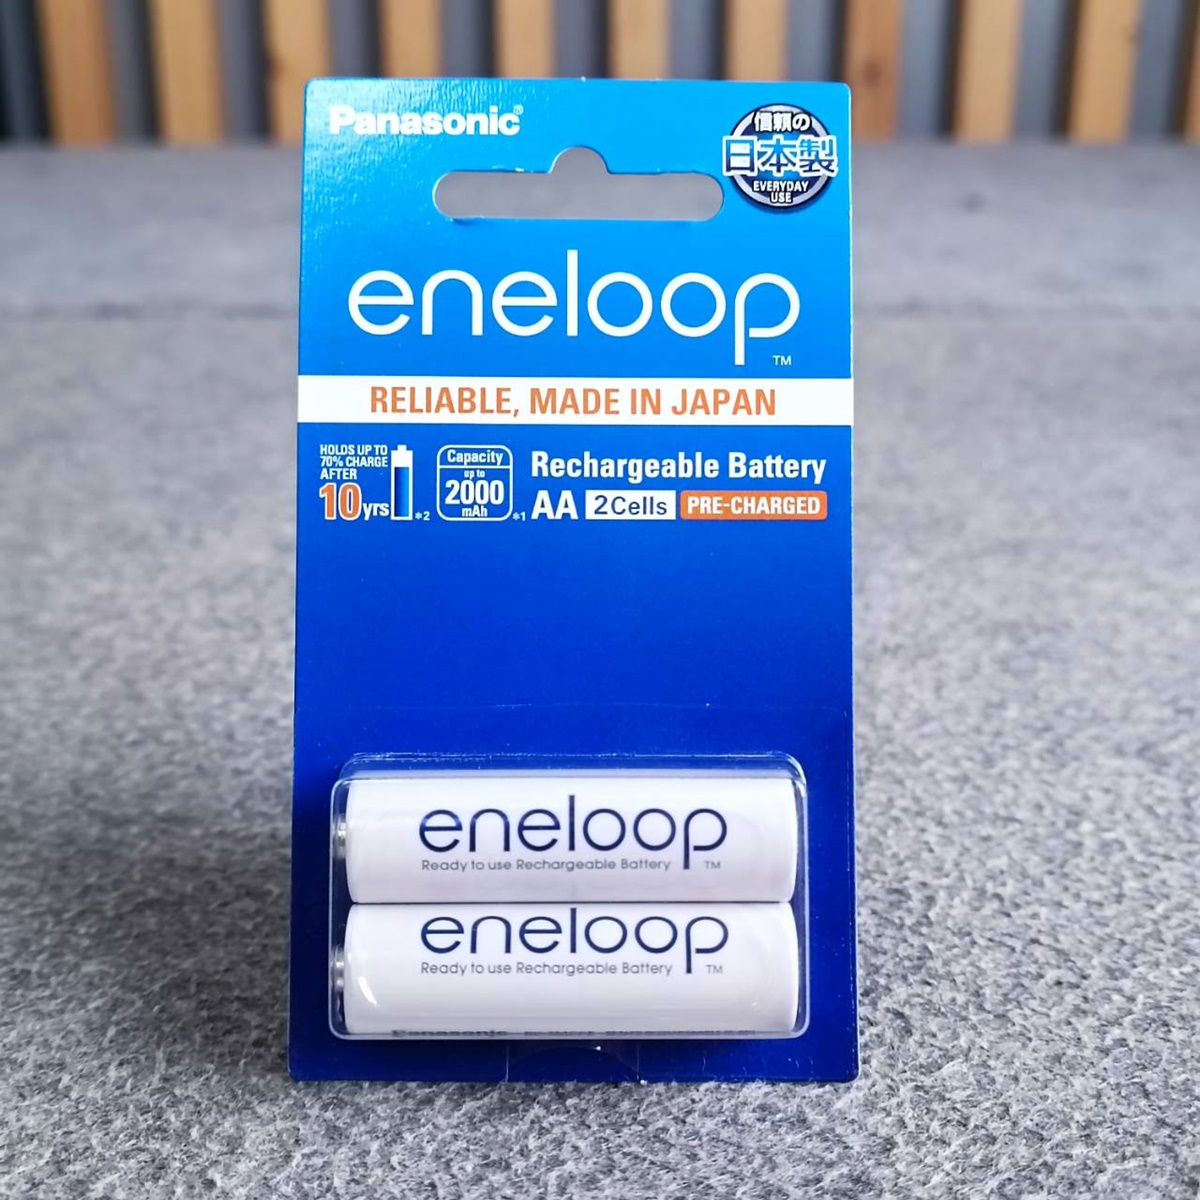 Panasonic®
信頼の
日本製
EVERYDAY
USE
eneloop
TM
RELIABLE, MADE IN JAPAN
HOLDS UP TO
70% CHARGE
AFTER
10yrs
*2
Capacity
up to
2000
mAh
*1
Rechargeable Battery
AA 2Cells PRE-CHARGED
eneloop
Ready to use Rechargeable Battery TM
eneloop
Ready to use Rechargeable Battery TM
Panasonic